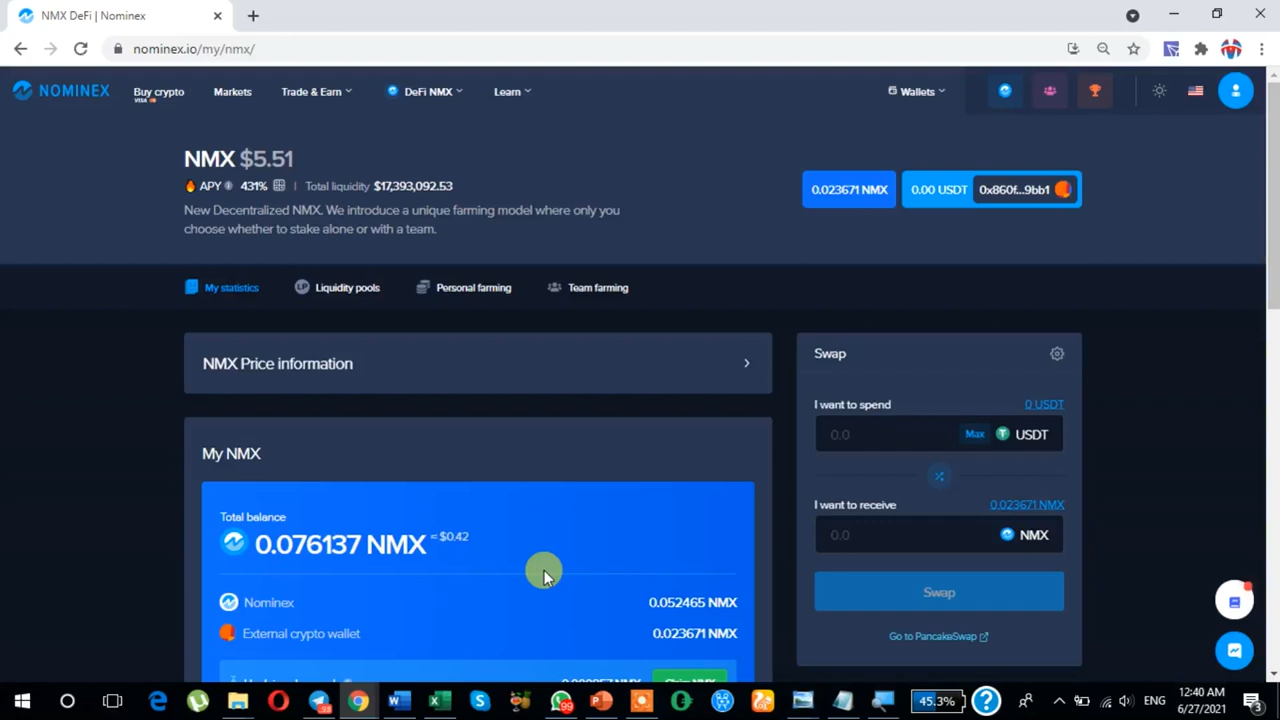 NMX DeFi | Nominex
nominex.io/my/nmx/
NOMINEX
Buy crypto
VISA
Markets
Trade & Earn
DeFi NMX
Learn
Wallets
NMX $5.51
APY 431% | Total liquidity $17,393,092.53
New Decentralized NMX. We introduce a unique farming model where only you
choose whether to stake alone or with a team.
0.023671 NMX
0.00 USDT 0x860f...9bb1
My statistics
Liquidity pools
Personal farming
Team farming
NMX Price information
My NMX
Total balance
0.076137 NMX = $0.42
Nominex 0.052465 NMX
External crypto wallet 0.023671 NMX
Claim NMX
Swap
I want to spend 0 USDT
0.0 Max USDT
I want to receive 0.023671 NMX
0.0 NMX
Swap
Go to PancakeSwap
99
45.3%
ENG
12:40 AM
6/27/2021
3